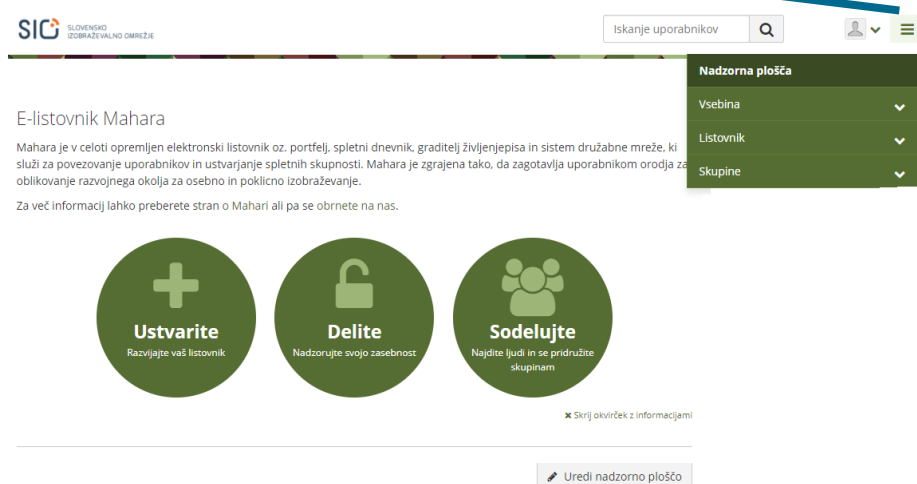 SIO SLOVENSKO
IZOBRAŽEVALNO OMREŽJE
Iskanje uporabnikov
Nadzorna plošča
Vsebina
Listovnik
Skupine
E-listovnik Mahara
Mahara je v celoti opremljen elektronski listovnik oz. portfelj, spletni dnevnik, graditelj življenjepisa in sistem družabne mreže, ki
služi za povezovanje uporabnikov in ustvarjanje spletnih skupnosti. Mahara je zgrajena tako, da zagotavlja uporabnikom orodja za
oblikovanje razvojnega okolja za osebno in poklicno izobraževanje.
Za več informacij lahko preberete stran o Mahari ali pa se obrnete na nas.
Ustvarite
Razvijajte vaš listovnik
Delite
Nadzorujte svojo zasebnost
Sodelujte
Najdite ljudi in se pridružite
skupinam
Skrij okvirček z informacijami
Uredi nadzorno ploščo